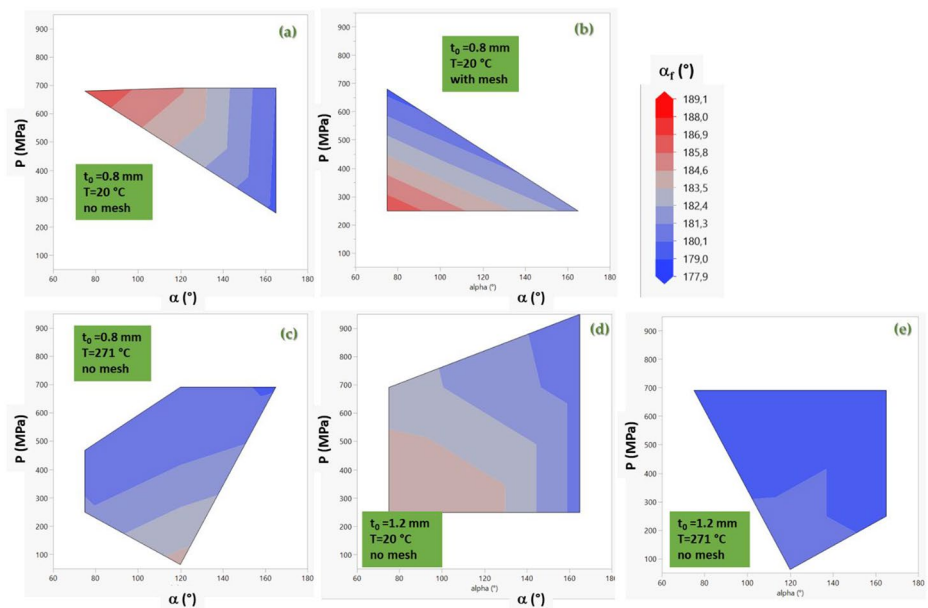 (a)
P (MPa)
900
800
700
600
500
400
300
200
100
t₀ =0.8 mm
T=20 °C
no mesh
60 80 100 120 140 160 180
α (°)
(b)
P (MPa)
900
800
700
600
500
400
300
200
100
t₀ =0.8 mm
T=20 °C
with mesh
60 80 100 120 140 160 180
alpha (°)
α (°)
αf (°)
189,1
188,0
186,9
185,8
184,6
183,5
182,4
181,3
180,1
179,0
177,9
(c)
P (MPa)
900
800
700
600
500
400
300
200
100
t₀ =0.8 mm
T=271 °C
no mesh
60 80 100 120 140 160 180
α (°)
(d)
P (MPa)
900
800
700
600
500
400
300
200
100
t₀ =1.2 mm
T=20 °C
no mesh
60 80 100 120 140 160 180
α (°)
(e)
P (MPa)
900
800
700
600
500
400
300
200
100
t₀ =1.2 mm
T=271 °C
no mesh
60 80 100 120 140 160 180
alpha (°)